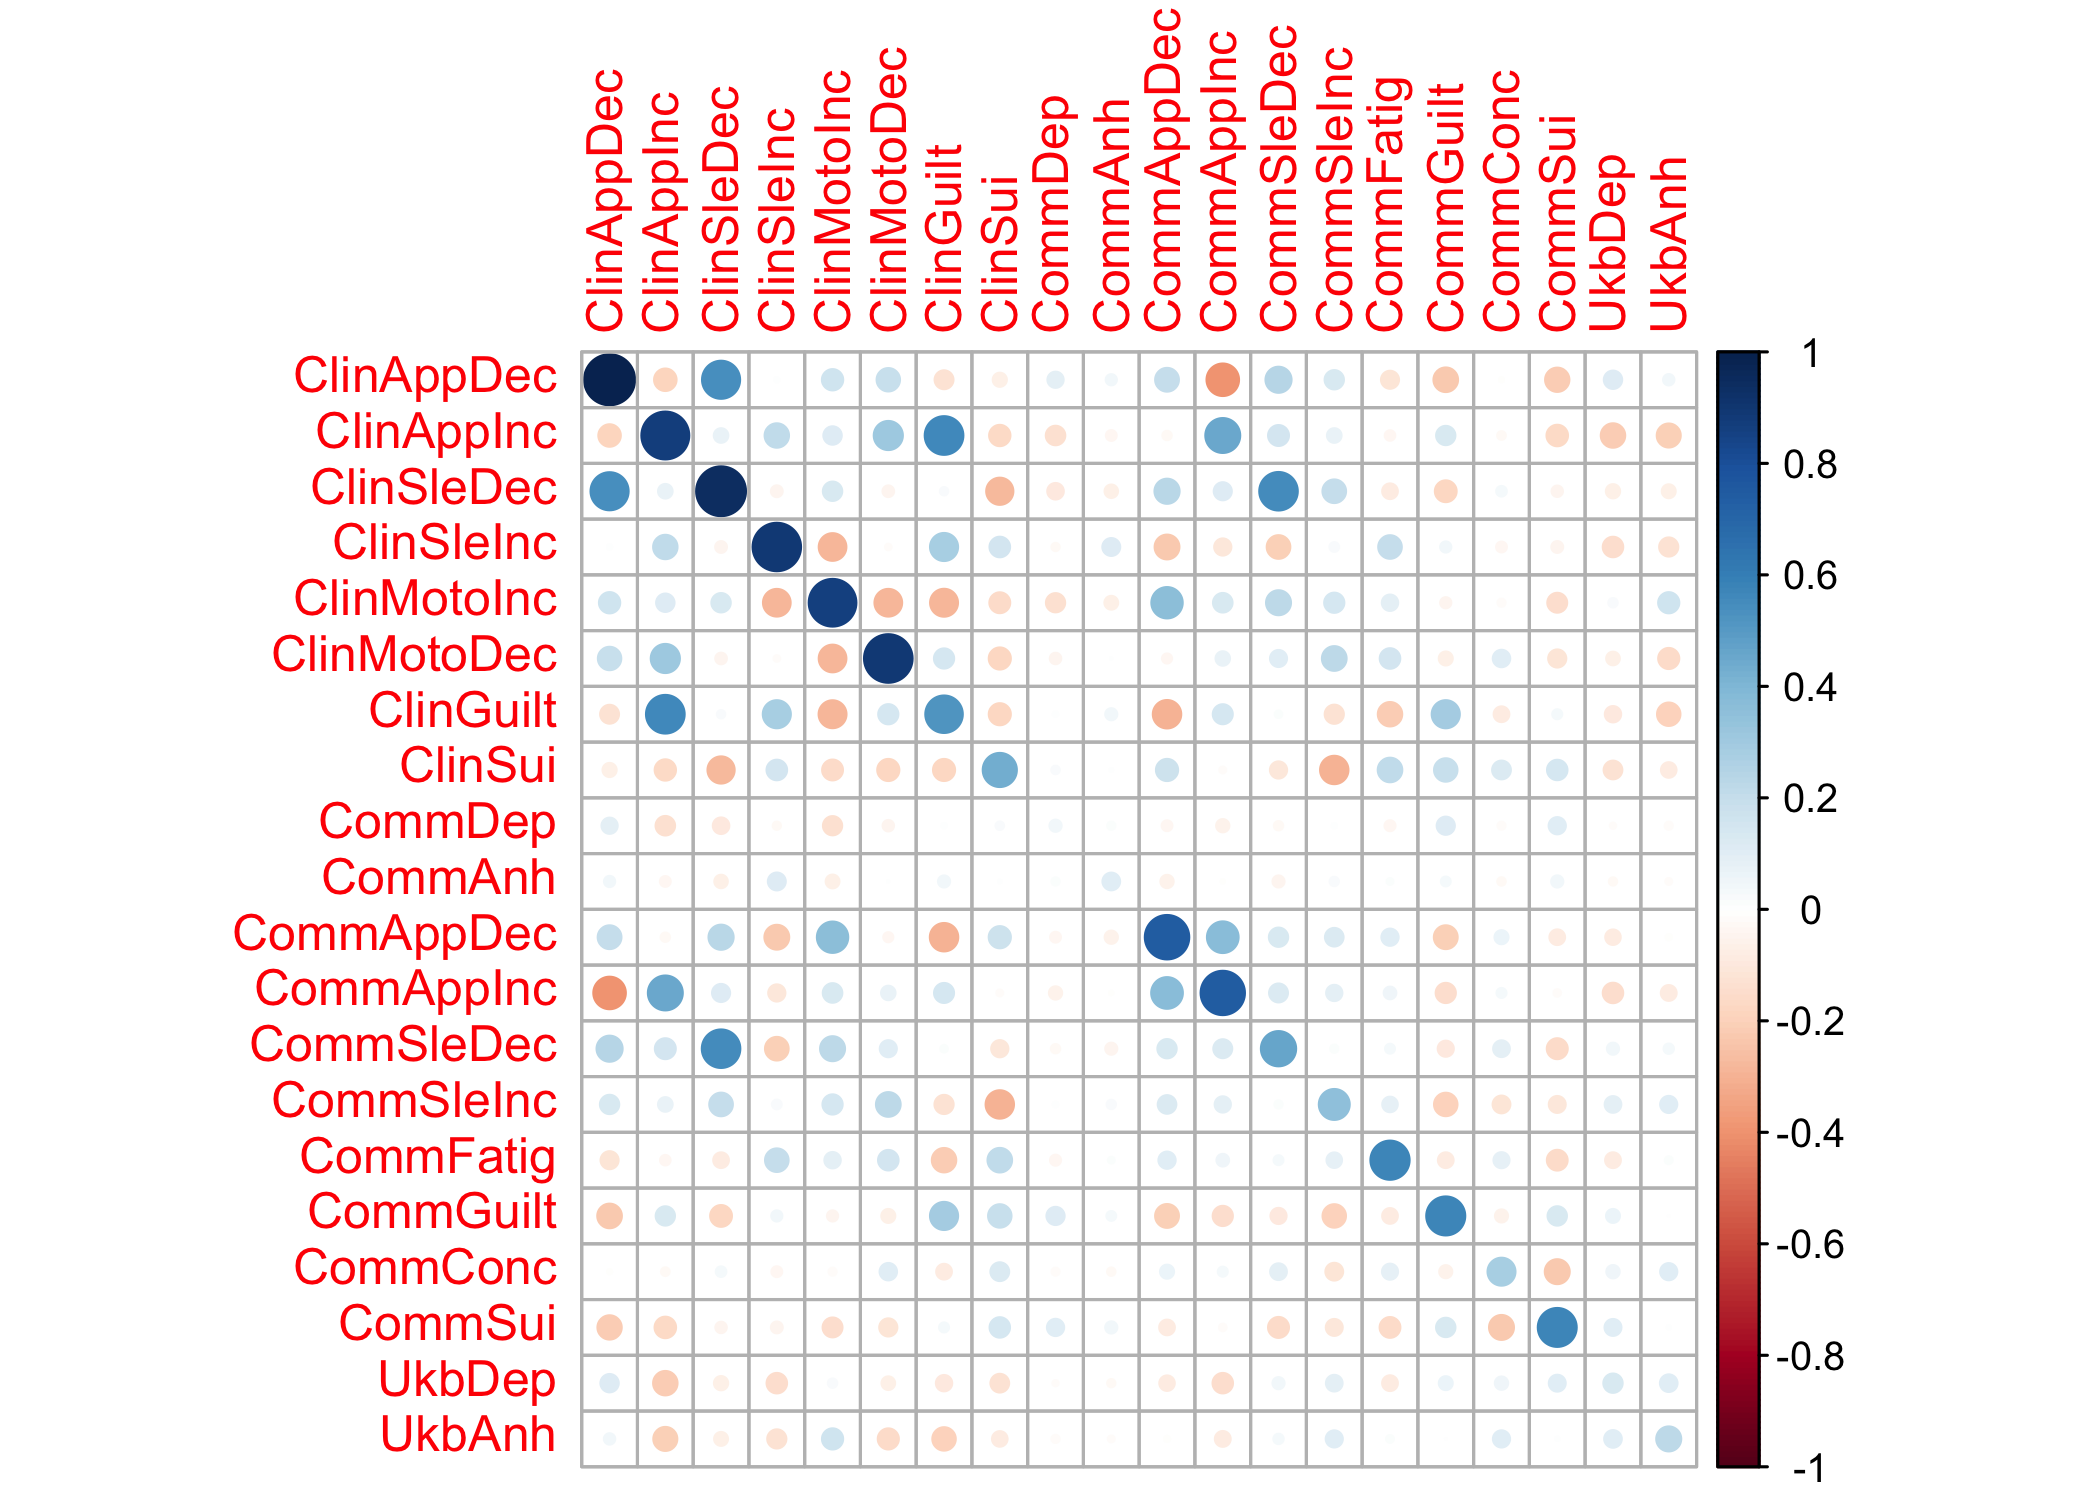 ClinAppDec
ClinAppInc
ClinSleDec
ClinSleInc
ClinMotoInc
ClinMotoDec
ClinGuilt
ClinSui
CommDep
CommAnh
CommAppDec
CommAppInc
CommSleDec
CommSleInc
CommFatig
CommGuilt
CommConc
CommSui
UkbDep
UkbAnh
ClinAppDec
ClinAppInc
ClinSleDec
ClinSleInc
ClinMotoInc
ClinMotoDec
ClinGuilt
ClinSui
CommDep
CommAnh
CommAppDec
CommAppInc
CommSleDec
CommSleInc
CommFatig
CommGuilt
CommConc
CommSui
UkbDep
UkbAnh
1
0.8
0.6
0.4
0.2
0
-0.2
-0.4
-0.6
-0.8
-1